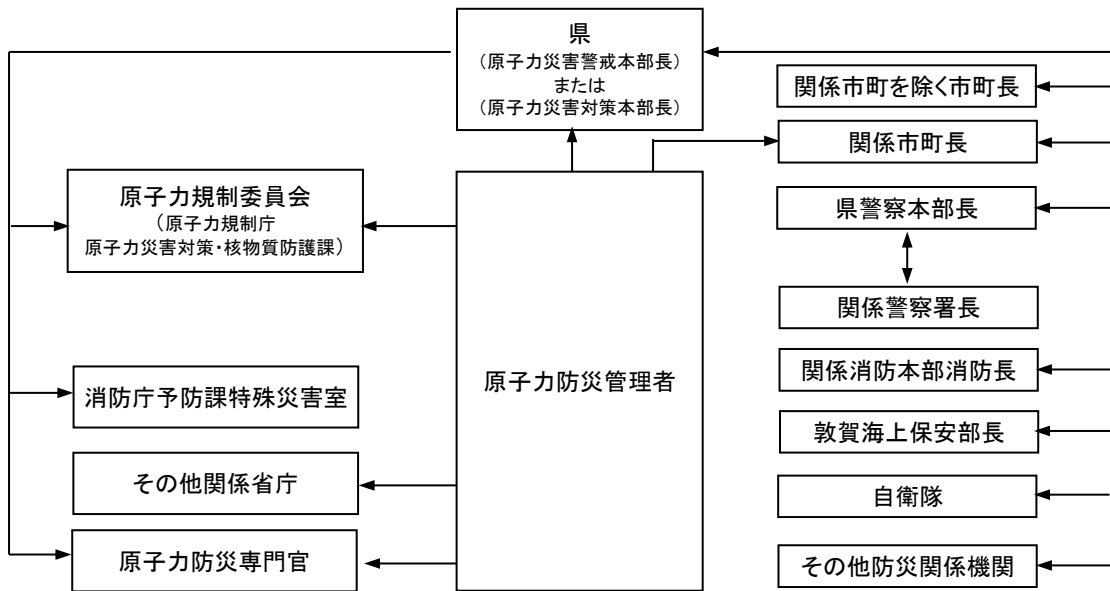 県
（原子力災害警戒本部長）
または
（原子力災害対策本部長）
関係市町を除く市町長
関係市町長
原子力規制委員会
（原子力規制庁
原子力災害対策・核物質防護課）
県警察本部長
関係警察署長
原子力防災管理者
関係消防本部消防長
消防庁予防課特殊災害室
敦賀海上保安部長
その他関係省庁
自衛隊
原子力防災専門官
その他防災関係機関